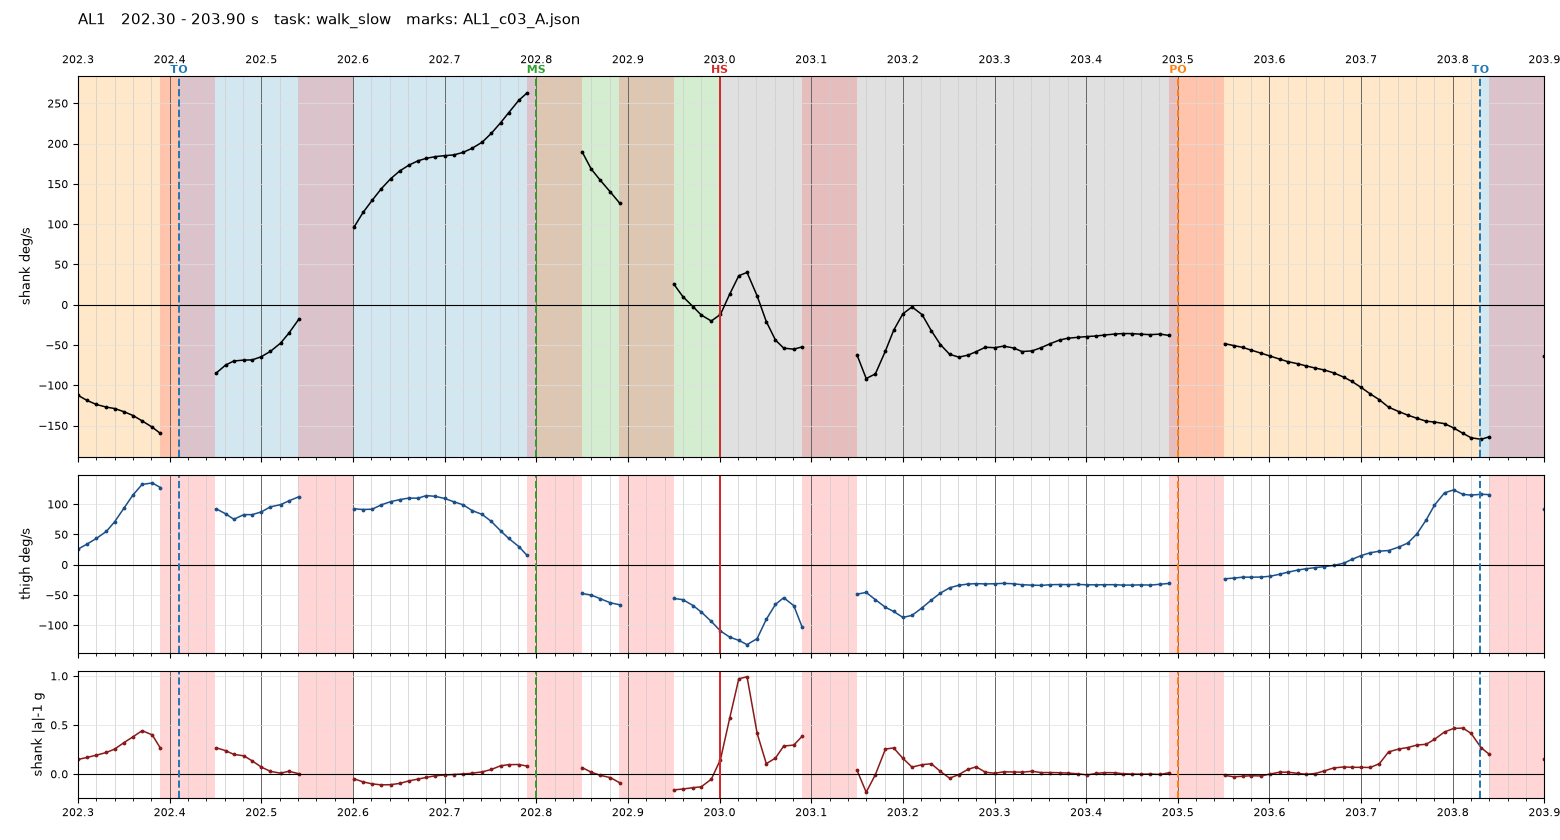 AL1   202.30 - 203.90 s   task: walk_slow   marks: AL1_c03_A.json
202.3 202.4 202.5 202.6 202.7 202.8 202.9 203.0 203.1 203.2 203.3 203.4 203.5 203.6 203.7 203.8 203.9
TO MS HS PO TO
shank deg/s
250
200
150
100
50
0
−50
−100
−150
thigh deg/s
100
50
0
−50
−100
shank |a|-1 g
1.0
0.5
0.0
202.3 202.4 202.5 202.6 202.7 202.8 202.9 203.0 203.1 203.2 203.3 203.4 203.5 203.6 203.7 203.8 203.9